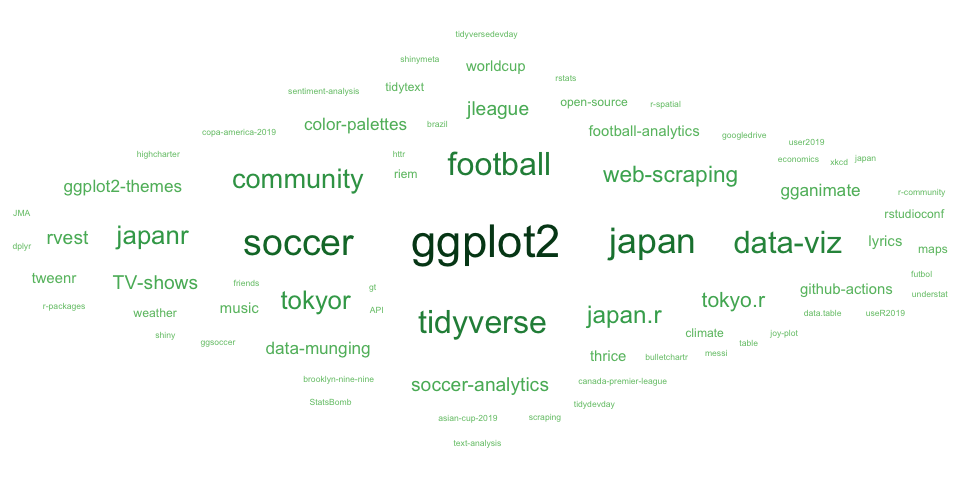 tidyversedevday
shinymeta
worldcup
rstats
sentiment-analysis
tidytext
jleague
open-source
r-spatial
copa-america-2019
color-palettes
brazil
football-analytics
googledrive
user2019
highcharter
httr
football
economics
xkcd
japan
ggplot2-themes
community
riem
web-scraping
gganimate
r-community
JMA
rstudioconf
dplyr
rvest
japanr
soccer
ggplot2
japan
data-viz
lyrics
maps
tweenr
TV-shows
friends
gt
github-actions
futbol
understat
r-packages
weather
music
tokyor
API
tokyo.r
data.table
useR2019
shiny
ggsoccer
tidyverse
japan.r
climate
joy-plot
table
data-munging
thrice
bulletchartr
messi
brooklyn-nine-nine
soccer-analytics
canada-premier-league
StatsBomb
tidydevday
asian-cup-2019
scraping
text-analysis